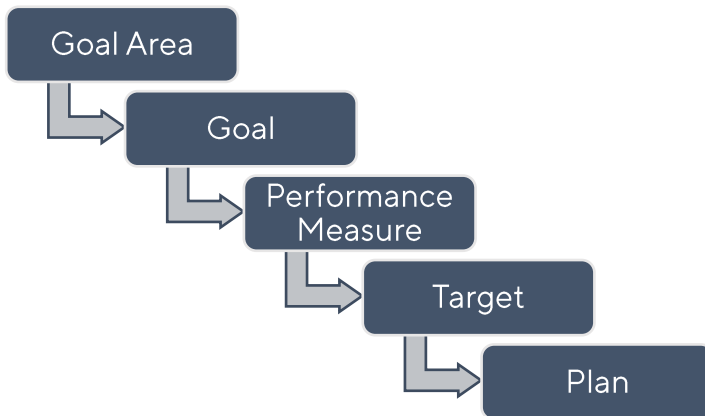 Goal Area
Goal
Performance
Measure
Target
Plan